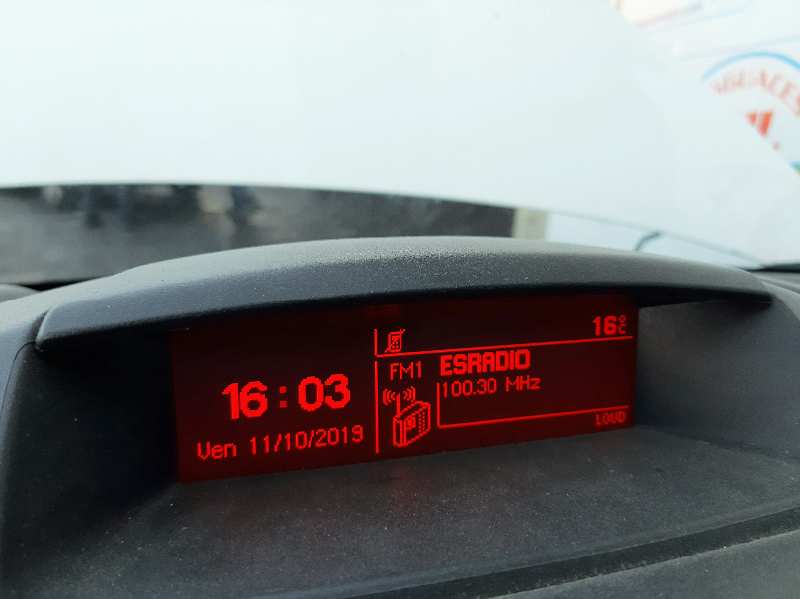 16:03
Ven 11/10/2019
16°C
FM1 ESRADIO
100.30 MHz
LOUD